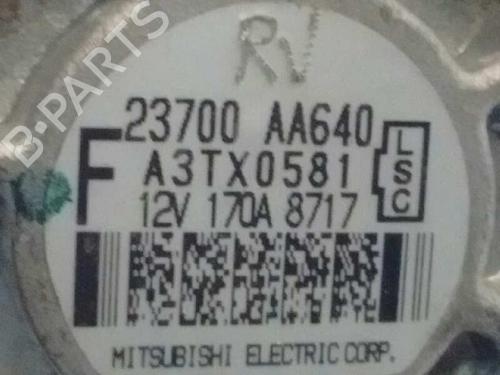 RV
23700 AA640
F
A3TX0581
12V 170A 8717
L
S
C
MITSUBISHI ELECTRIC CORP.
B-PARTS